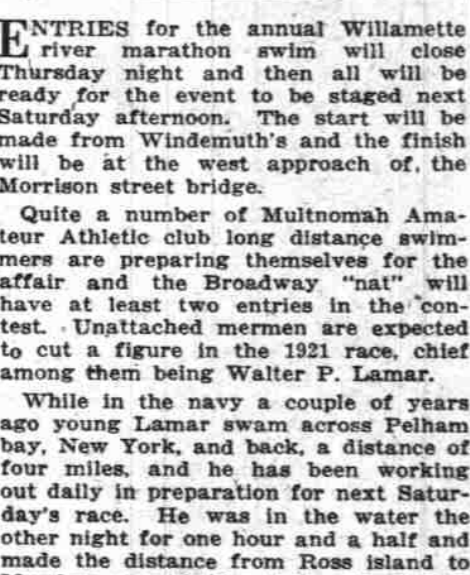 ENTRIES for the annual Willamette
river marathon swim will close
Thursday night and then all will be
ready for the event to be staged next
Saturday afternoon. The start will be
made from Windemuth's and the finish
will be at the west approach of the
Morrison street bridge.
Quite a number of Multnomah Ama-
teur Athletic club long distance swim-
mers are preparing themselves for the
affair and the Broadway "nat" will
have at least two entries in the con-
test. Unattached mermen are expected
to cut a figure in the 1921 race, chief
among them being Walter P. Lamar.
While in the navy a couple of years
ago young Lamar swam across Pelham
bay, New York, and back, a distance of
four miles, and he has been working
out daily in preparation for next Satur-
day's race. He was in the water the
other night for one hour and a half and
made the distance from Ross island to